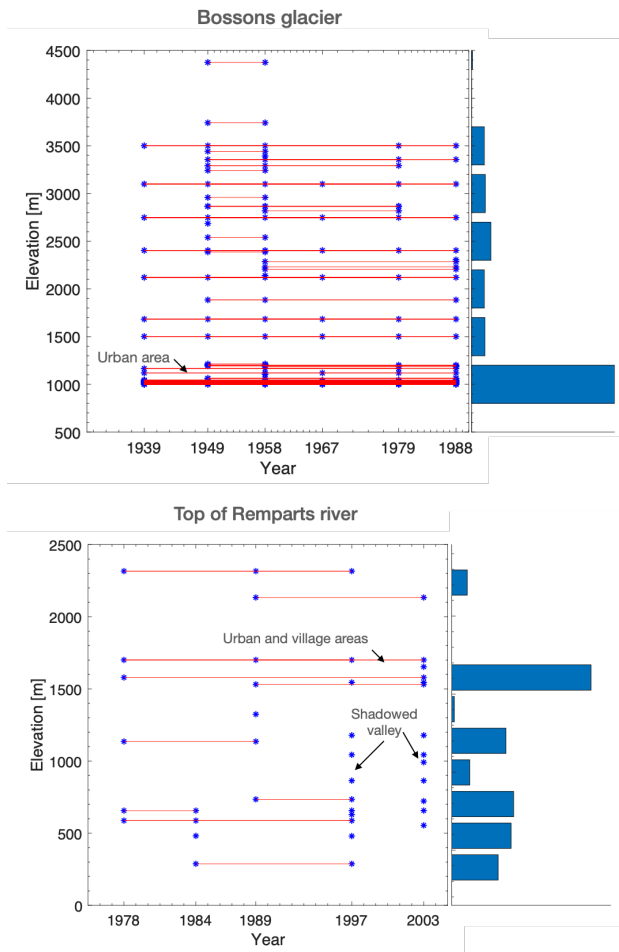 Bossons glacier
4500
4000
3500
3000
2500
2000
1500
1000
500
Elevation [m]
Urban area
1939 1949 1958 1967 1979 1988
Year
Top of Remparts river
2500
2000
1500
1000
500
0
Elevation [m]
Urban and village areas
Shadowed
valley
1978 1984 1989 1997 2003
Year